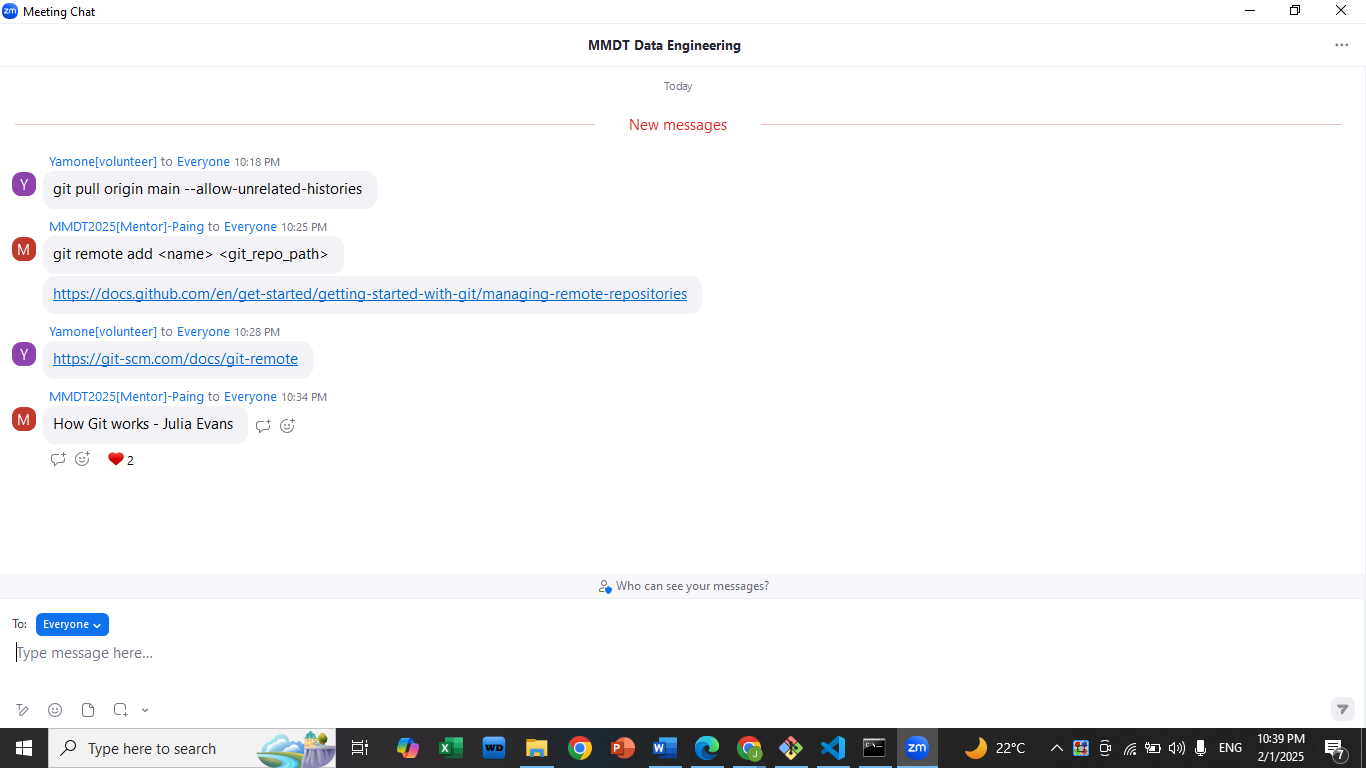 zm Meeting Chat
MMDT Data Engineering
Today
New messages
Yamone[volunteer] to Everyone 10:18 PM
Y
git pull origin main --allow-unrelated-histories
MMDT2025[Mentor]-Paing to Everyone 10:25 PM
M
git remote add <name> <git_repo_path>
https://docs.github.com/en/get-started/getting-started-with-git/managing-remote-repositories
Yamone[volunteer] to Everyone 10:28 PM
Y
https://git-scm.com/docs/git-remote
MMDT2025[Mentor]-Paing to Everyone 10:34 PM
M
How Git works - Julia Evans
2
Who can see your messages?
To: Everyone
Type message here...
Type here to search
WD
zm
22°C
ENG
10:39 PM
2/1/2025
7